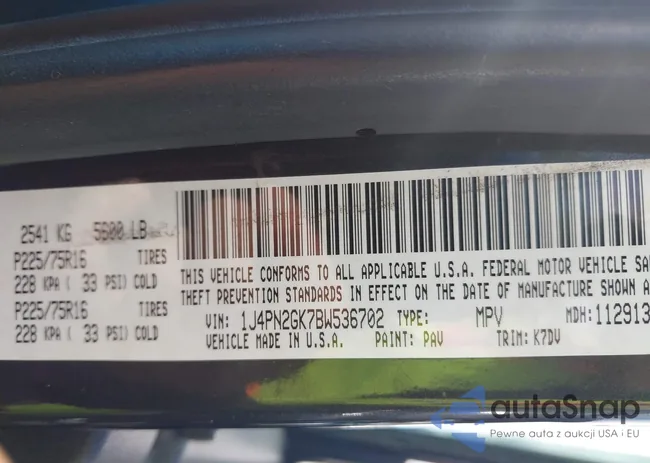 2541 KG 5600 LB
P225/75R16 TIRES
228 KPA ( 33 PSI) COLD
P225/75R16 TIRES
228 KPA ( 33 PSI) COLD
THIS VEHICLE CONFORMS TO ALL APPLICABLE U.S.A. FEDERAL MOTOR VEHICLE SA
THEFT PREVENTION STANDARDS IN EFFECT ON THE DATE OF MANUFACTURE SHOWN A
VIN: 1J4PN2GK7BW536702 TYPE: MPV MDH: 112913
VEHICLE MADE IN U.S.A. PAINT: PAV TRIM: K7DV
autaSnap
Pewne auta z aukcji USA i EU